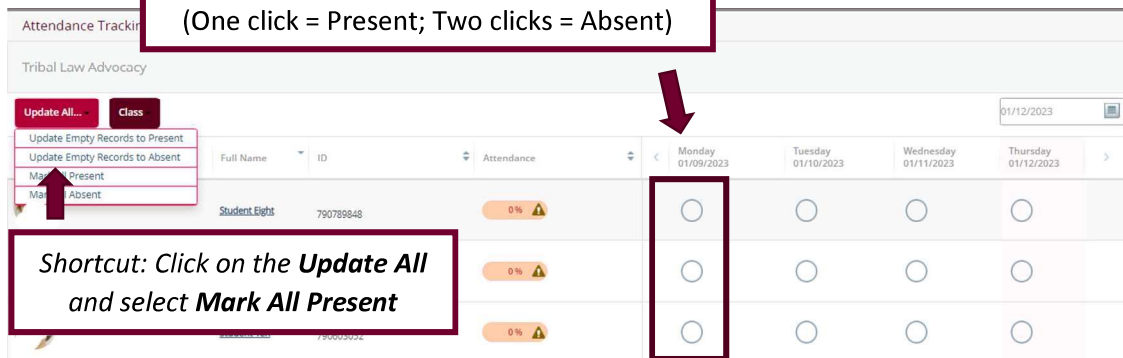 (One click = Present; Two clicks = Absent)
Attendance
Tribal Law Advocacy
Update All...
Class
01/12/2023
Update Empty Records to Present
Update Empty Records to Absent
Full Name
ID
Attendance
Monday
01/09/2023
Tuesday
01/10/2023
Wednesday
01/11/2023
Thursday
01/12/2023
Present
Absent
Student Eight
790789848
0%
Shortcut: Click on the Update All
and select Mark All Present
0%
0%